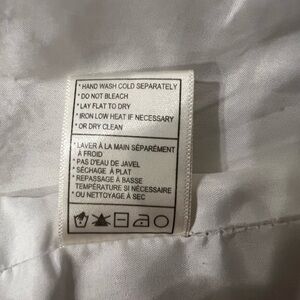 * HAND WASH COLD SEPARATELY
* DO NOT BLEACH
* LAY FLAT TO DRY
* IRON LOW HEAT IF NECESSARY
* OR DRY CLEAN
* LAVER À LA MAIN SÉPARÉMENT
À FROID
* PAS D'EAU DE JAVEL
* SÉCHAGE À PLAT
* REPASSAGE À BASSE
TEMPÉRATURE SI NÉCESSAIRE
* OU NETTOYAGE À SEC